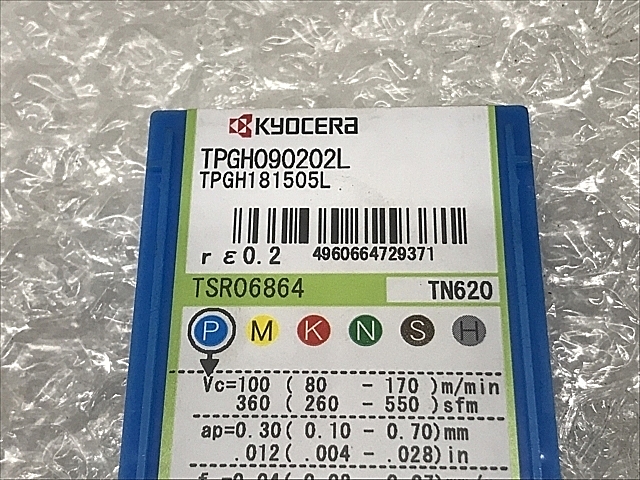 KYOCERA
TPGH090202L
TPGH181505L
rε0.2 4960664729371
TSR06864 TN620
P M K N S H
Vc=100 ( 80 - 170 )m/min
360 ( 260 - 550 )sfm
ap=0.30( 0.10 - 0.70)mm
.012( .004 - .028)in